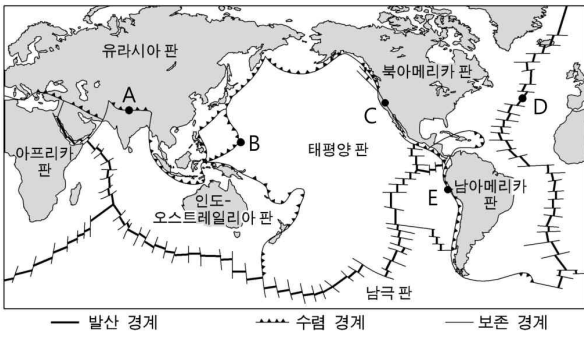 유라시아 판
북아메리카 판
A
C
D
B
아프리카
판
태평양 판
인도-
오스트레일리아 판
E
남아메리카
판
남극 판
발산 경계
수렴 경계
보존 경계